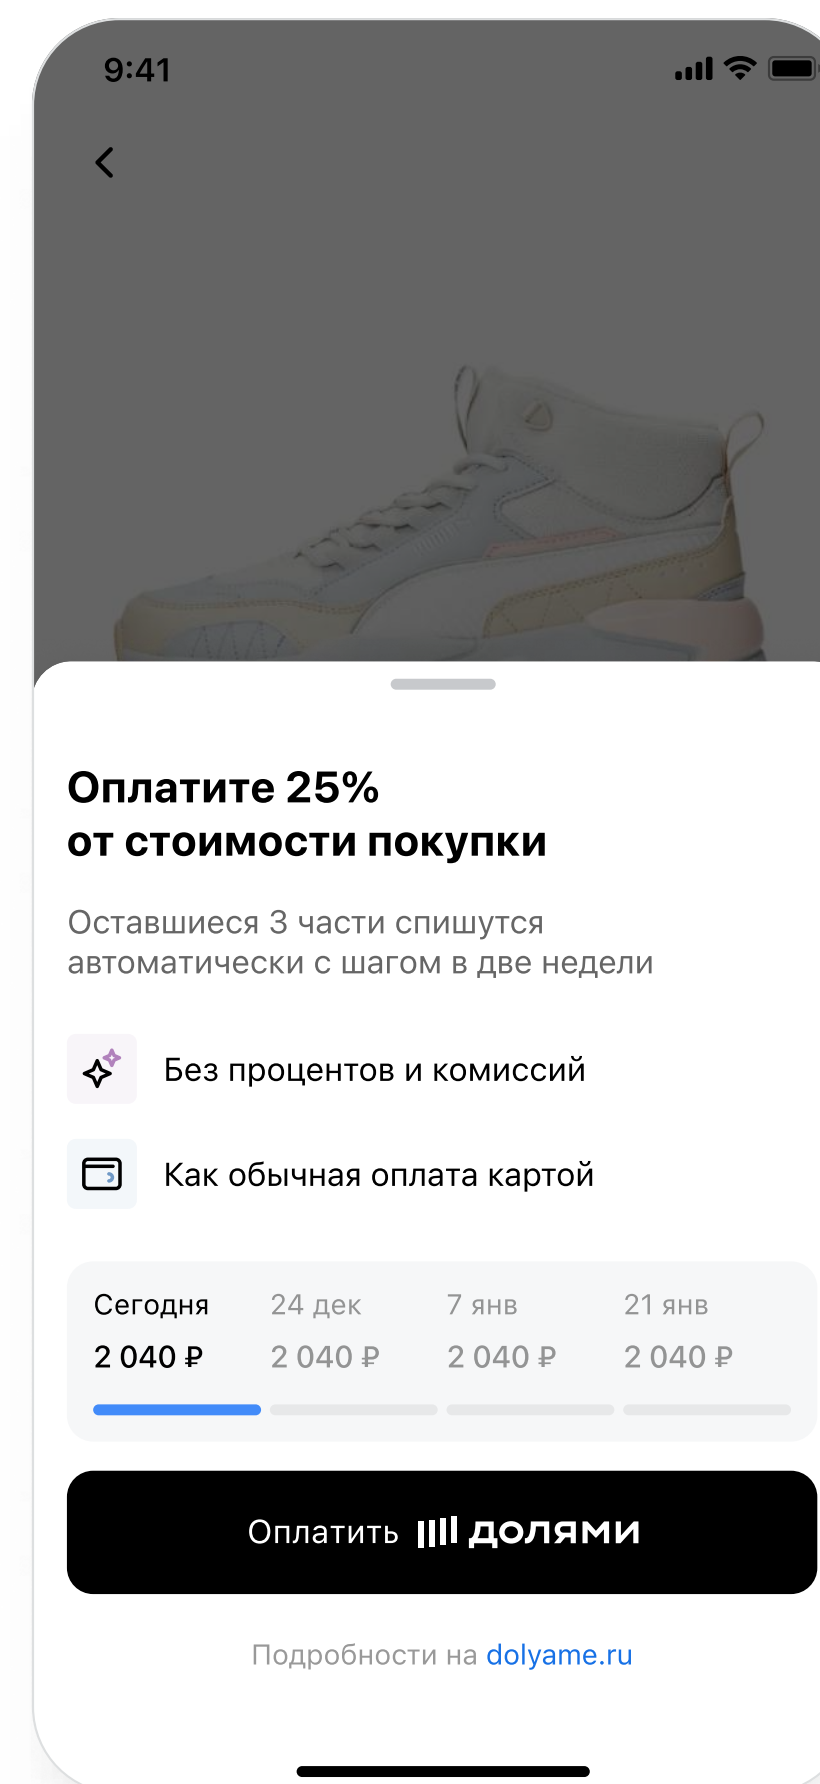 9:41
Оплатите 25%
от стоимости покупки
Оставшиеся 3 части спишутся
автоматически с шагом в две недели
Без процентов и комиссий
Как обычная оплата картой
Сегодня 24 дек 7 янв 21 янв
2 040 ₽ 2 040 ₽ 2 040 ₽ 2 040 ₽
Оплатить долями
Подробности на dolyame.ru